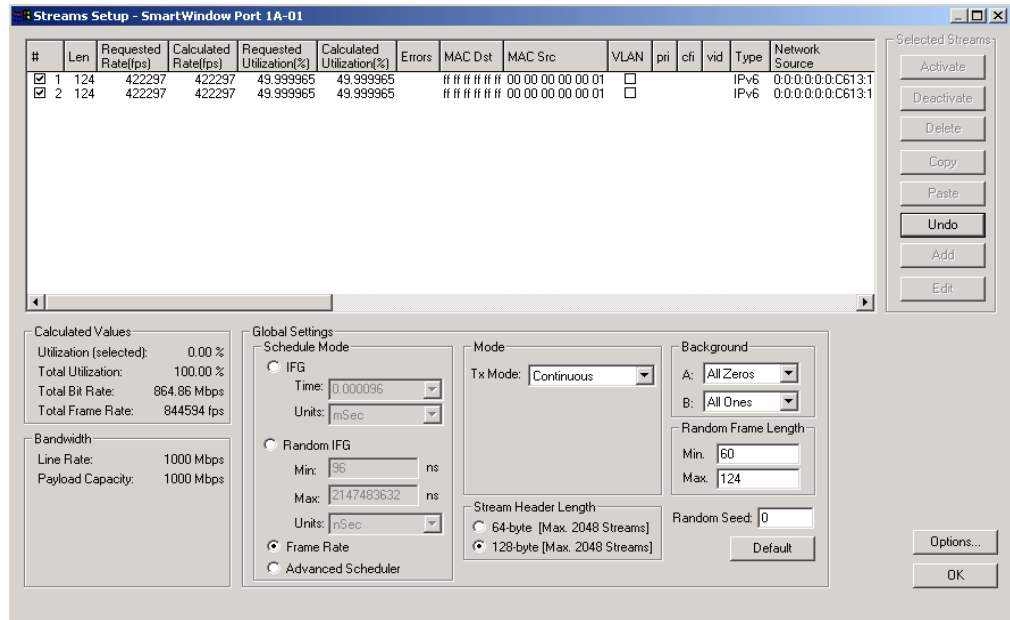 Streams Setup - SmartWindow Port 1A-01
# Len Requested Rate(fps) Calculated Rate(fps) Requested Utilization(%) Calculated Utilization(%) Errors MAC Dst MAC Src VLAN pri cfi vid Type Network Source
1 124 422297 422297 49.999965 49.999965 ff ff ff ff ff ff 00 00 00 00 00 01 IPv6 0:0:0:0:0:0:C613:1
2 124 422297 422297 49.999965 49.999965 ff ff ff ff ff ff 00 00 00 00 00 01 IPv6 0:0:0:0:0:0:C613:1
Selected Streams
Activate
Deactivate
Delete
Copy
Paste
Undo
Add
Edit
Calculated Values
Utilization (selected): 0.00 %
Total Utilization: 100.00 %
Total Bit Rate: 864.86 Mbps
Total Frame Rate: 844594 fps
Bandwidth
Line Rate: 1000 Mbps
Payload Capacity: 1000 Mbps
Global Settings
Schedule Mode
IFG
Time: 0.000096
Units: mSec
Random IFG
Min: 96 ns
Max: 2147483632 ns
Units: nSec
Frame Rate
Advanced Scheduler
Mode
Tx Mode: Continuous
Stream Header Length
64-byte [Max. 2048 Streams]
128-byte [Max. 2048 Streams]
Background
A: All Zeros
B: All Ones
Random Frame Length
Min. 60
Max. 124
Random Seed: 0
Default
Options...
OK